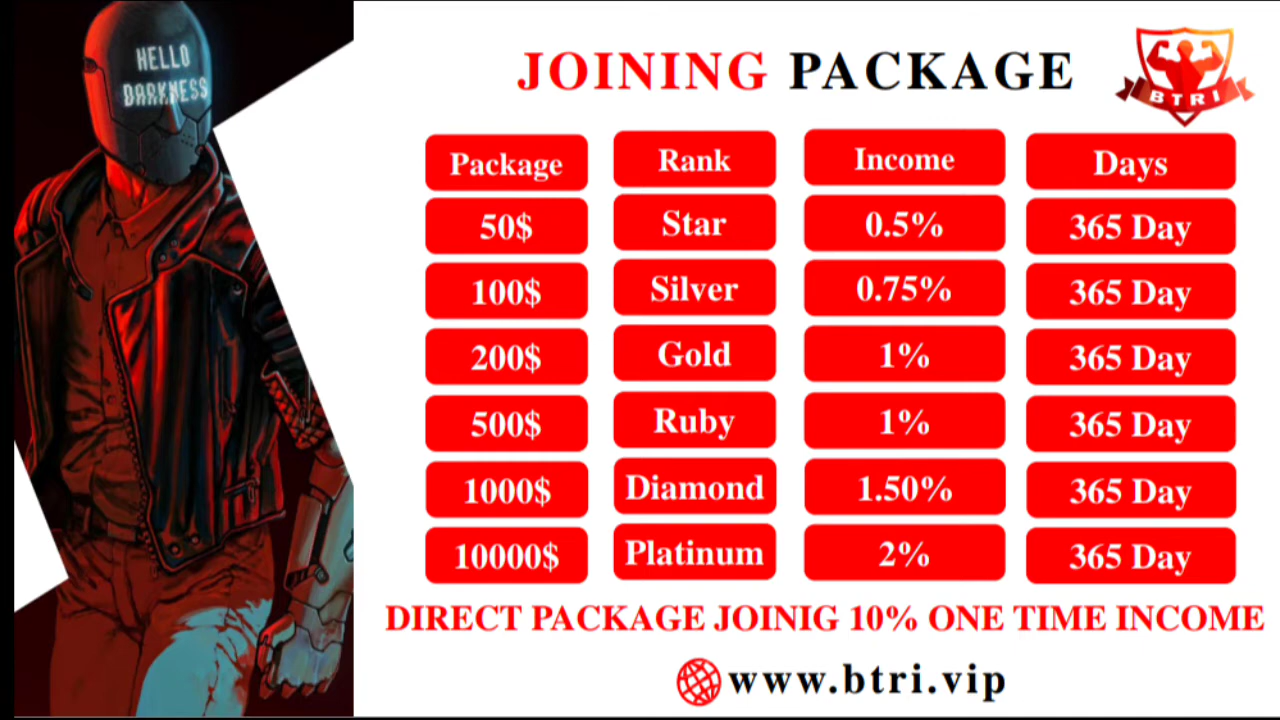 HELLO
DARKNESS
JOINING PACKAGE
BTRI
Package Rank Income Days
50$ Star 0.5% 365 Day
100$ Silver 0.75% 365 Day
200$ Gold 1% 365 Day
500$ Ruby 1% 365 Day
1000$ Diamond 1.50% 365 Day
10000$ Platinum 2% 365 Day
DIRECT PACKAGE JOINIG 10% ONE TIME INCOME
www.btri.vip